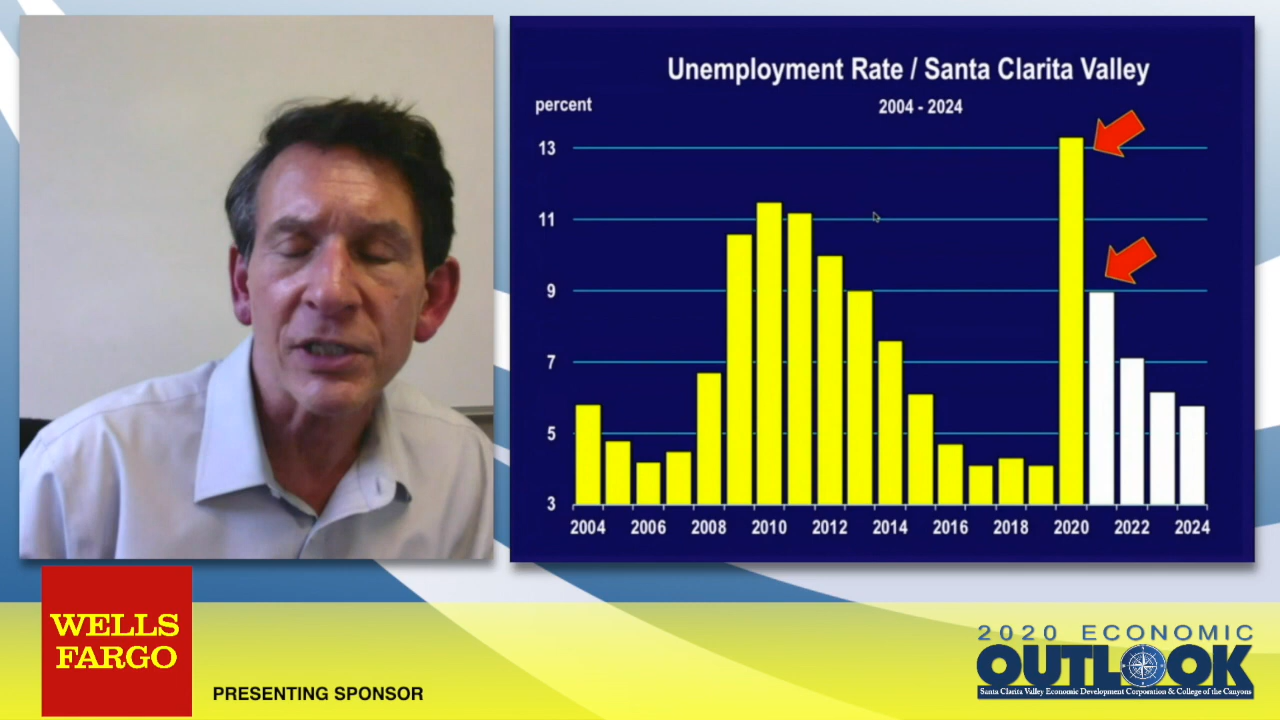 Unemployment Rate / Santa Clarita Valley
percent
2004 - 2024
13
11
9
7
5
3
2004 2006 2008 2010 2012 2014 2016 2018 2020 2022 2024
WELLS
FARGO
PRESENTING SPONSOR
2020 ECONOMIC
OUTLOOK
Santa Clarita Valley Economic Development Corporation & College of the Canyons